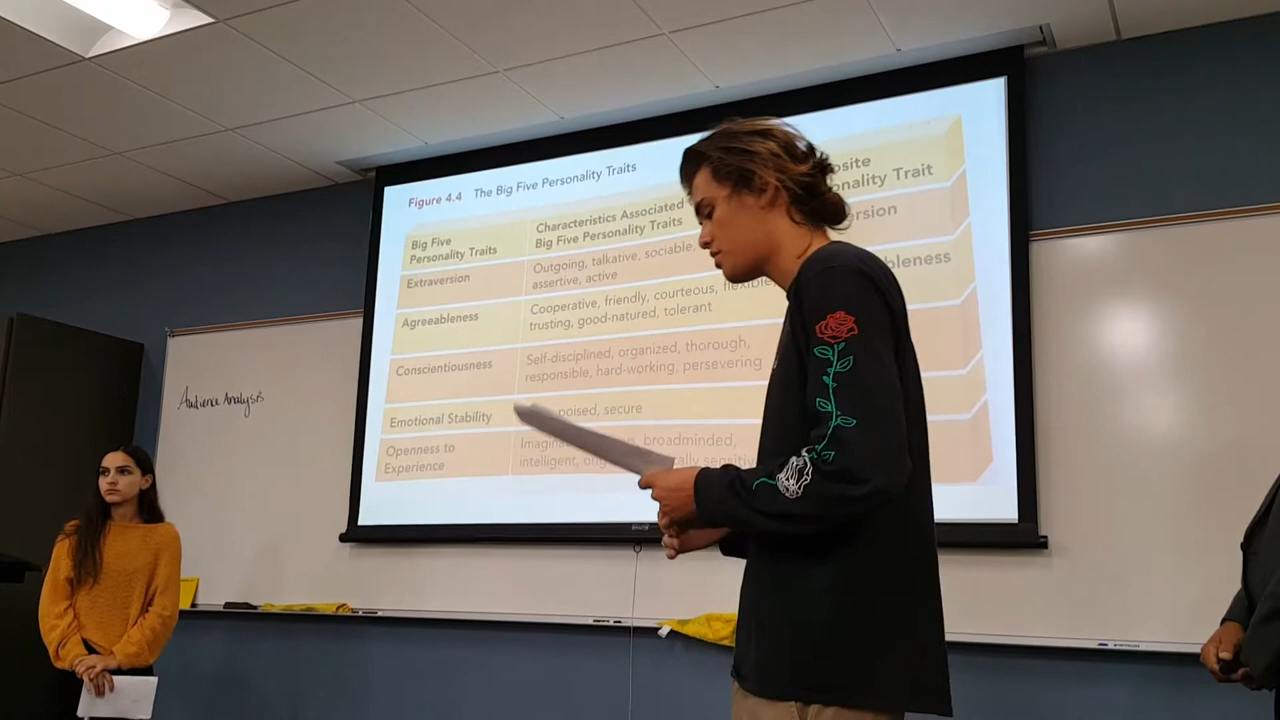 Figure 4.4 The Big Five Personality Traits
Big Five
Personality Traits
Characteristics Associated
Big Five Personality Traits
osite
onality Trait
Extraversion
Outgoing, talkative, sociable,
assertive, active
ersion
Agreeableness
Cooperative, friendly, courteous, flexible
trusting, good-natured, tolerant
bleness
Conscientiousness
Self-disciplined, organized, thorough,
responsible, hard-working, persevering
Emotional Stability
poised, secure
Openness to
Experience
broadminded,
intelligent,
Audience Analysis